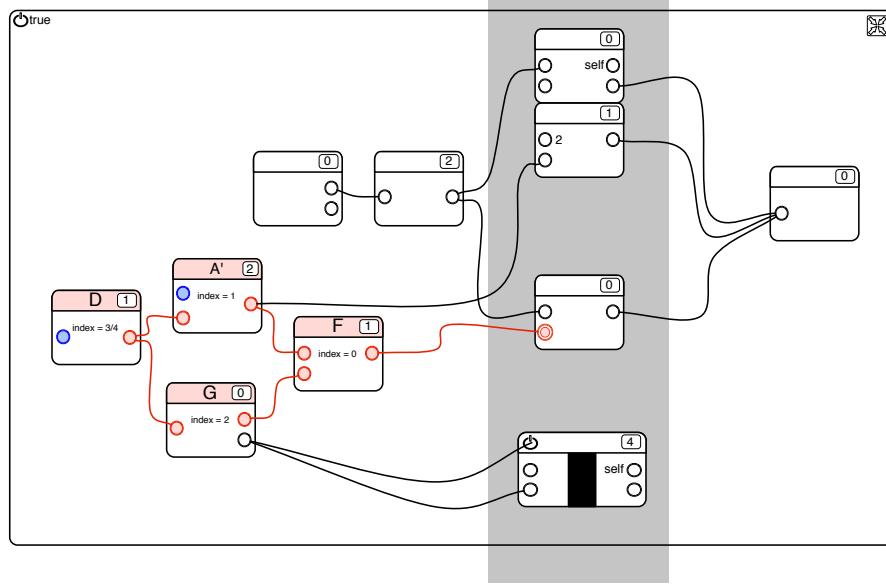 true
0
self
1
2
0
2
0
A' 2
index = 1
D 1
index = 3/4
0
F 1
index = 0
G 0
index = 2
4
self